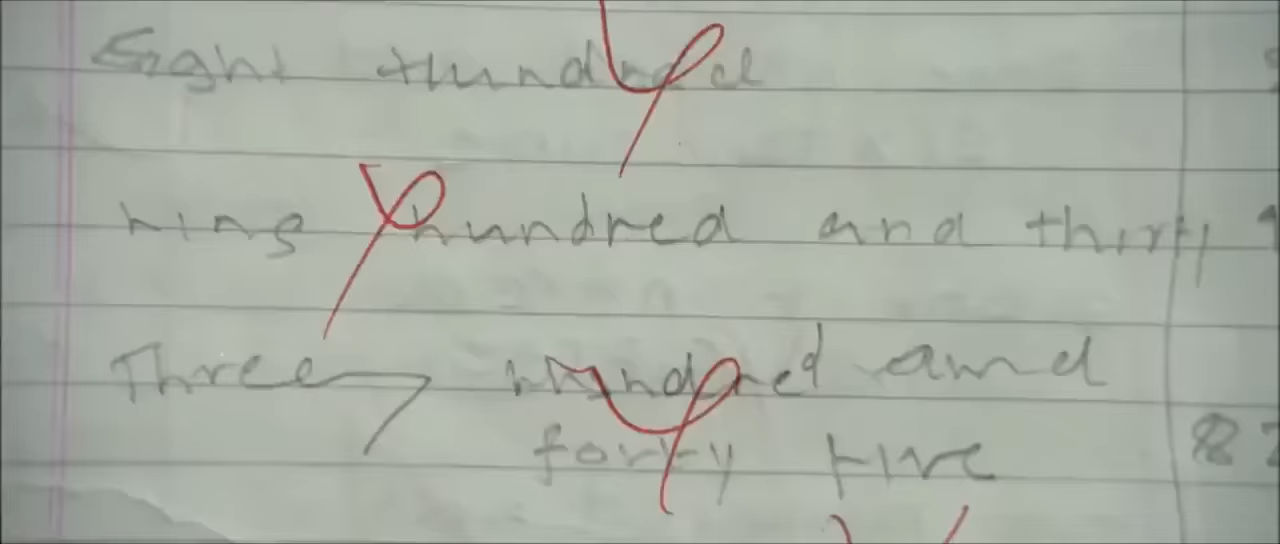 Eight Hundred
nine hundred and thirty
Three hundred and
forty five